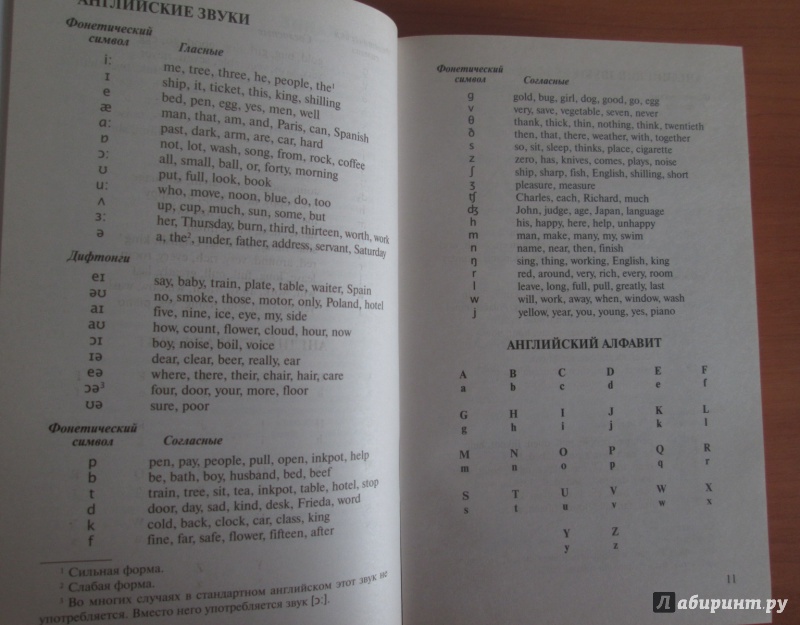 АНГЛИЙСКИЕ ЗВУКИ
Фонетический символ Гласные
iː me, tree, three, he, people, the¹
ɪ ship, it, ticket, this, king, shilling
e bed, pen, egg, yes, men, well
æ man, that, am, and, Paris, can, Spanish
ɑː past, dark, arm, are, car, hard
ɒ not, lot, wash, song, from, rock, coffee
ɔː all, small, ball, or, forty, morning
ʊ put, full, look, book
uː who, move, noon, blue, do, too
ʌ up, cup, much, sun, some, but
ɜː her, Thursday, burn, third, thirteen, worth, work
ə a, the², under, father, address, servant, Saturday
Дифтонги
eɪ say, baby, train, plate, table, waiter, Spain
əʊ no, smoke, those, motor, only, Poland, hotel
aɪ five, nine, ice, eye, my, side
aʊ how, count, flower, cloud, hour, now
ɔɪ boy, noise, boil, voice
ɪə dear, clear, beer, really, ear
eə where, there, their, chair, hair, care
ɔə³ four, door, your, more, floor
ʊə sure, poor
Фонетический символ Согласные
p pen, pay, people, pull, open, inkpot, help
b be, bath, boy, husband, bed, beef
t train, tree, sit, tea, inkpot, table, hotel, stop
d door, day, sad, kind, desk, Frieda, word
k cold, back, clock, car, class, king
f fine, far, safe, flower, fifteen, after
¹ Сильная форма.
² Слабая форма.
³ Во многих случаях в стандартном английском этот звук не
употребляется. Вместо него употребляется звук [ɔː].
Фонетический символ Согласные
g gold, bug, girl, dog, good, go, egg
v very, save, vegetable, seven, never
θ thank, thick, thin, nothing, think, twentieth
ð then, that, there, weather, with, together
s so, sit, sleep, thinks, place, cigarette
z zero, has, knives, comes, plays, noise
ʃ ship, sharp, fish, English, shilling, short
ʒ pleasure, measure
ʧ Charles, each, Richard, much
ʤ John, judge, age, Japan, language
h his, happy, here, help, unhappy
m man, make, many, my, swim
n name, near, then, finish
ŋ sing, thing, working, English, king
r red, around, very, rich, every, room
l leave, long, full, pull, greatly, last
w will, work, away, when, window, wash
j yellow, year, you, young, yes, piano
АНГЛИЙСКИЙ АЛФАВИТ
A B C D E F
a b c d e f
G H I J K L
g h i j k l
M N O P Q R
m n o p q r
S T U V W X
s t u v w x
Y Z
y z
11
Лабиринт.ру